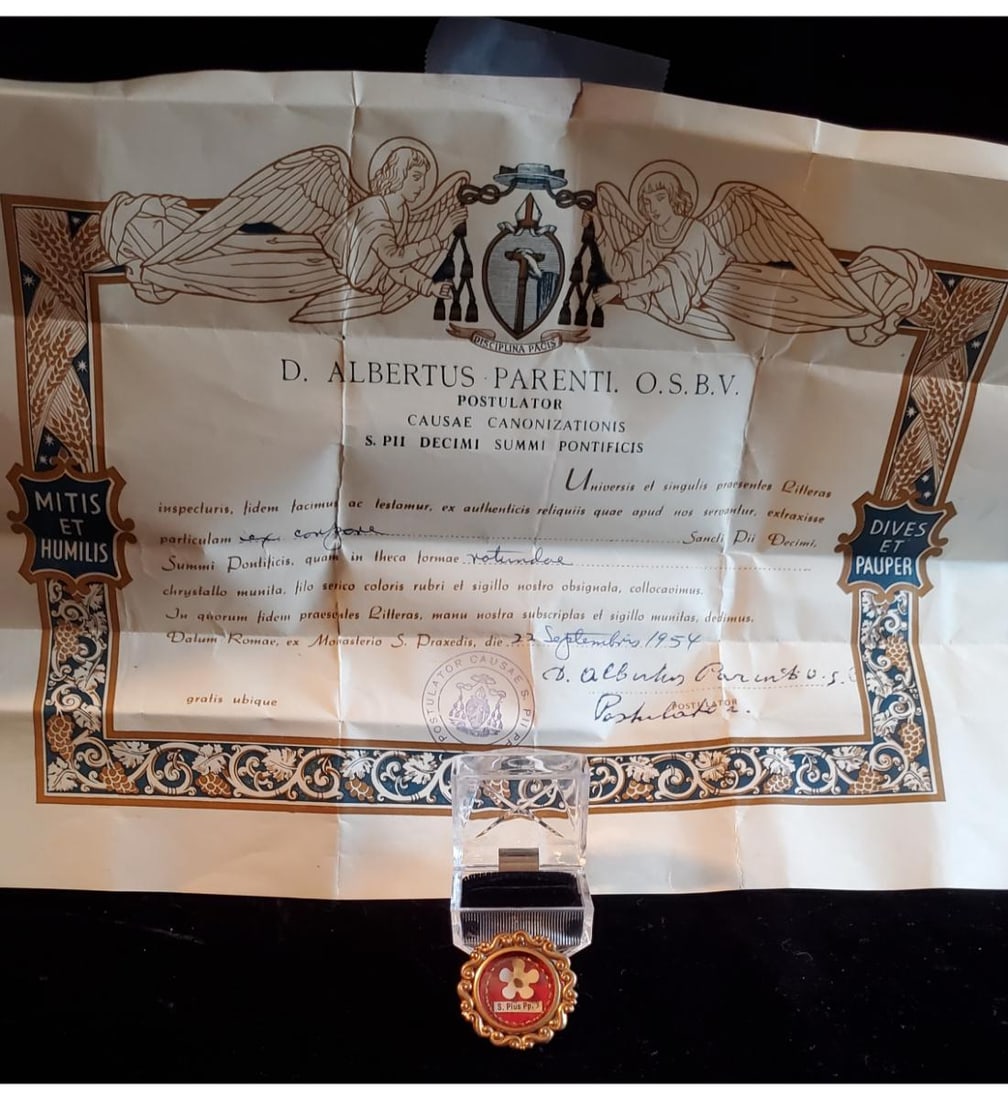 DISCIPLINA PACIS
D. ALBERTUS PARENTI. O.S.B.V.
POSTULATOR
CAUSAE CANONIZATIONIS
S. PII DECIMI SUMMI PONTIFICIS
Universis et singulis praesentes Litteras
inspecturis, fidem facimus ac testamur, ex authenticis reliquiis quae apud nos servantur, extraxisse
particulam ex corpore Sancti Pii Decimi,
Summi Pontificis, quam in theca formae rotundae
chrystallo munita, filo serico coloris rubri et sigillo nostro obsignata, collocavimus.
In quorum fidem praesentes Litteras, manu nostra subscriptas et sigillo munitas, dedimus.
Datum Romae, ex Monasterio S. Praxedis, die 22 Septembris 1954
D. Albertus Parenti O.S.
POSTULATOR
Postulator.
gratis ubique
POSTULATOR CAUSAE S. PII PP
MITIS
ET
HUMILIS
DIVES
ET
PAUPER
S. Pius Pp. X